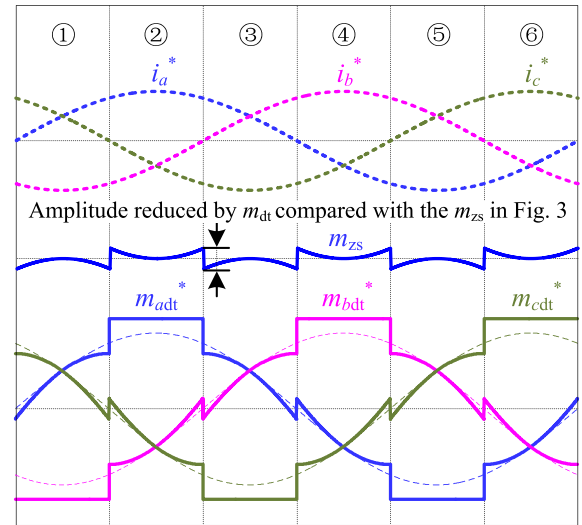 ① ② ③ ④ ⑤ ⑥
ia* ib* ic*
Amplitude reduced by mdt compared with the mzs in Fig. 3
mzs
madt* mbdt* mcdt*